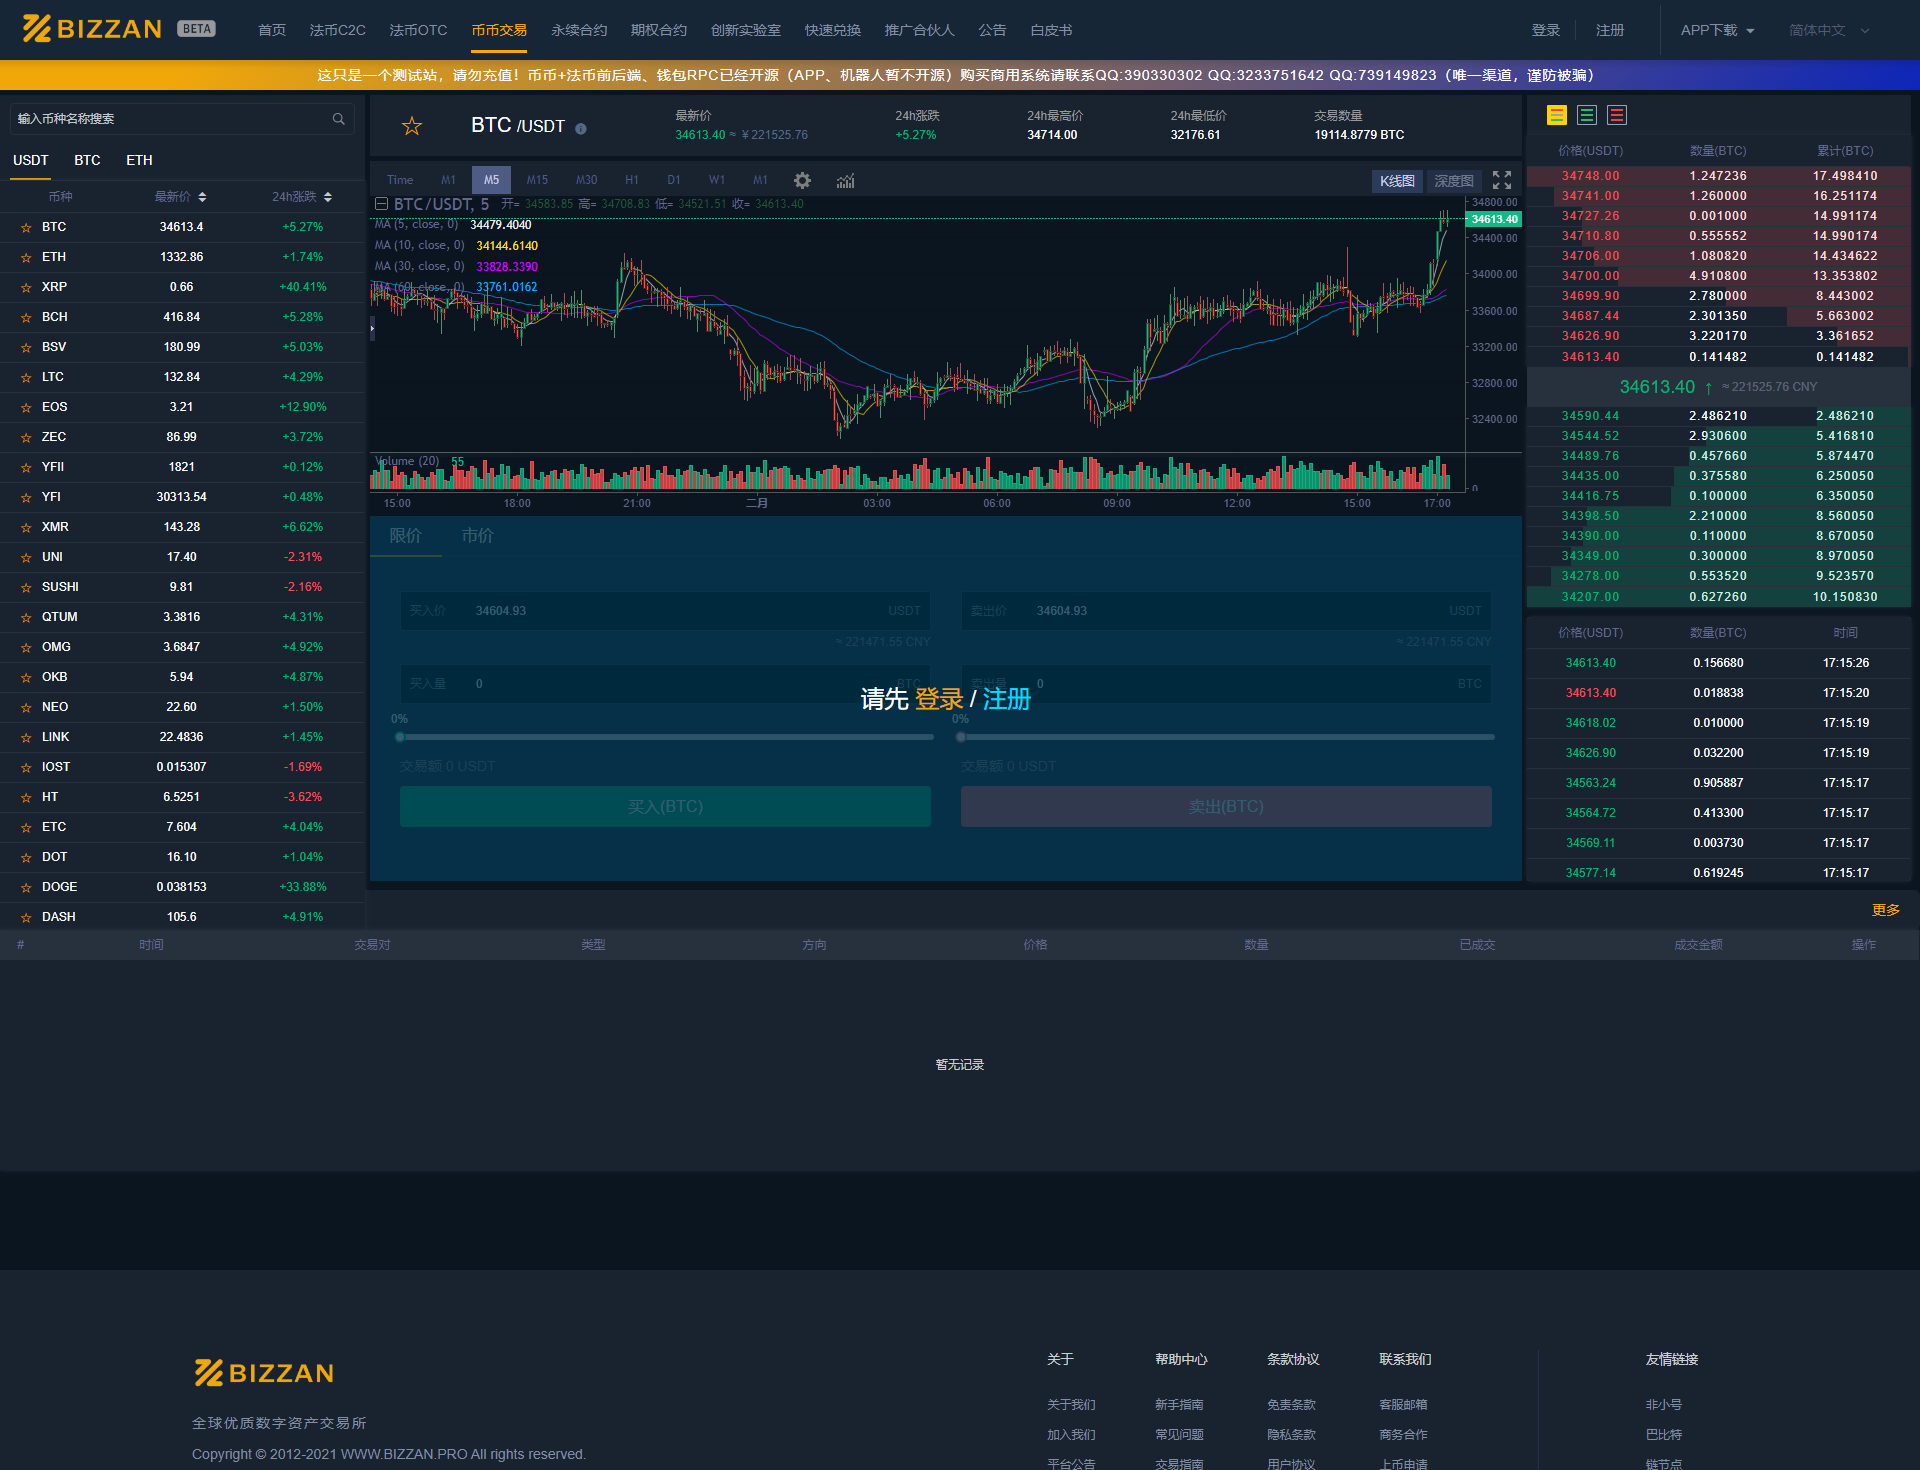 BIZZAN BETA 首页 法币C2C 法币OTC 币币交易 永续合约 期权合约 创新实验室 快速兑换 推广合伙人 公告 白皮书 登录 注册 APP下载 简体中文
这只是一个测试站，请勿充值！币币+法币前后端、钱包RPC已经开源（APP、机器人暂不开源）购买商用系统请联系QQ:390330302 QQ:3233751642 QQ:739149823（唯一渠道，谨防被骗）
输入币种名称搜索
USDT BTC ETH
币种 最新价 24h涨跌
BTC 34613.4 +5.27%
ETH 1332.86 +1.74%
XRP 0.66 +40.41%
BCH 416.84 +5.28%
BSV 180.99 +5.03%
LTC 132.84 +4.29%
EOS 3.21 +12.90%
ZEC 86.99 +3.72%
YFII 1821 +0.12%
YFI 30313.54 +0.48%
XMR 143.28 +6.62%
UNI 17.40 -2.31%
SUSHI 9.81 -2.16%
QTUM 3.3816 +4.31%
OMG 3.6847 +4.92%
OKB 5.94 +4.87%
NEO 22.60 +1.50%
LINK 22.4836 +1.45%
IOST 0.015307 -1.69%
HT 6.5251 -3.62%
ETC 7.604 +4.04%
DOT 16.10 +1.04%
DOGE 0.038153 +33.88%
DASH 105.6 +4.91%
BTC /USDT
最新价 24h涨跌 24h最高价 24h最低价 交易数量
34613.40 ≈ ￥221525.76 +5.27% 34714.00 32176.61 19114.8779 BTC
Time M1 M5 M15 M30 H1 D1 W1 M1 K线图 深度图
BTC/USDT, 5 开= 34583.85 高= 34708.83 低= 34521.51 收= 34613.40
MA (5, close, 0) 34479.4040
MA (10, close, 0) 34144.6140
MA (30, close, 0) 33828.3390
MA (60, close, 0) 33761.0162
34800.00
34613.40
34400.00
34000.00
33600.00
33200.00
32800.00
32400.00
Volume (20) 55
0
15:00 18:00 21:00 二月 03:00 06:00 09:00 12:00 15:00 17:00
限价 市价
买入价 34604.93 USDT 卖出价 34604.93 USDT
≈ 221471.55 CNY ≈ 221471.55 CNY
买入量 0 BTC 卖出量 0 BTC
请先 登录 / 注册
0% 0%
交易额 0 USDT 交易额 0 USDT
买入(BTC) 卖出(BTC)
价格(USDT) 数量(BTC) 累计(BTC)
34748.00 1.247236 17.498410
34741.00 1.260000 16.251174
34727.26 0.001000 14.991174
34710.80 0.555552 14.990174
34706.00 1.080820 14.434622
34700.00 4.910800 13.353802
34699.90 2.780000 8.443002
34687.44 2.301350 5.663002
34626.90 3.220170 3.361652
34613.40 0.141482 0.141482
34613.40 ↑ ≈ 221525.76 CNY
34590.44 2.486210 2.486210
34544.52 2.930600 5.416810
34489.76 0.457660 5.874470
34435.00 0.375580 6.250050
34416.75 0.100000 6.350050
34398.50 2.210000 8.560050
34390.00 0.110000 8.670050
34349.00 0.300000 8.970050
34278.00 0.553520 9.523570
34207.00 0.627260 10.150830
价格(USDT) 数量(BTC) 时间
34613.40 0.156680 17:15:26
34613.40 0.018838 17:15:20
34618.02 0.010000 17:15:19
34626.90 0.032200 17:15:19
34563.24 0.905887 17:15:17
34564.72 0.413300 17:15:17
34569.11 0.003730 17:15:17
34577.14 0.619245 17:15:17
更多
# 时间 交易对 类型 方向 价格 数量 已成交 成交金额 操作
暂无记录
BIZZAN
全球优质数字资产交易所
Copyright © 2012-2021 WWW.BIZZAN.PRO All rights reserved.
关于 帮助中心 条款协议 联系我们 友情链接
关于我们 新手指南 免责条款 客服邮箱 非小号
加入我们 常见问题 隐私条款 商务合作 巴比特
平台公告 交易指南 用户协议 上币申请 链节点